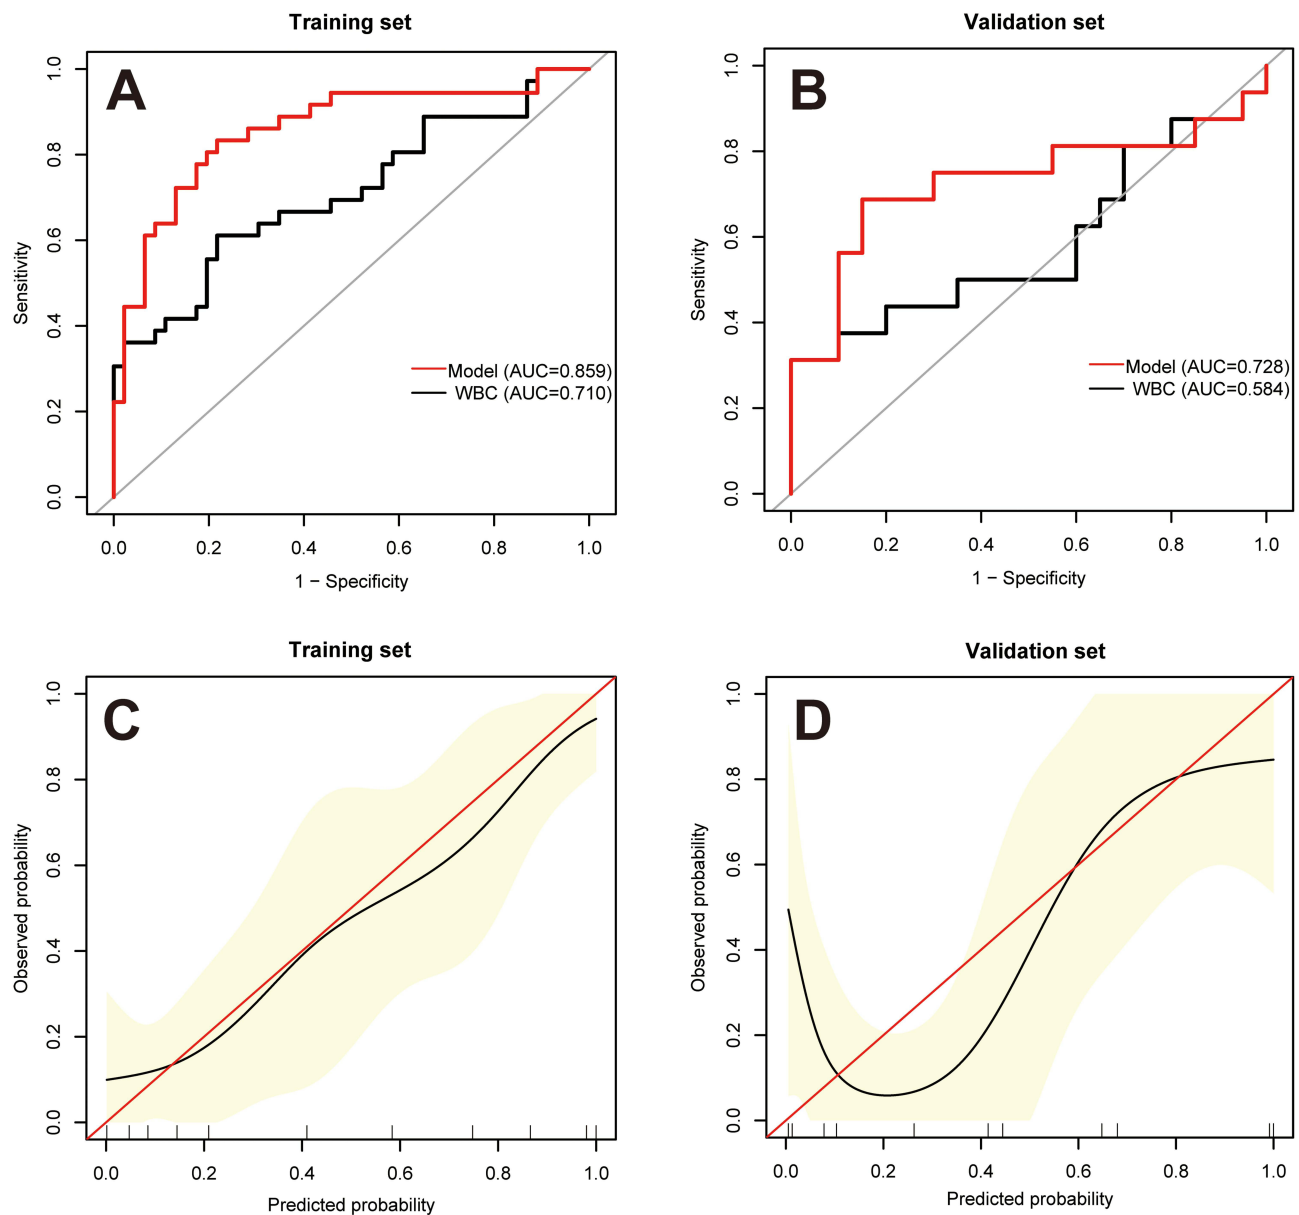 Training set
A
Sensitivity
1.0
0.8
0.6
0.4
0.2
0.0
Model (AUC=0.859)
WBC (AUC=0.710)
0.0 0.2 0.4 0.6 0.8 1.0
1 − Specificity
Validation set
B
Sensitivity
1.0
0.8
0.6
0.4
0.2
0.0
Model (AUC=0.728)
WBC (AUC=0.584)
0.0 0.2 0.4 0.6 0.8 1.0
1 − Specificity
Training set
C
Observed probability
1.0
0.8
0.6
0.4
0.2
0.0
0.0 0.2 0.4 0.6 0.8 1.0
Predicted probability
Validation set
D
Observed probability
1.0
0.8
0.6
0.4
0.2
0.0
0.0 0.2 0.4 0.6 0.8 1.0
Predicted probability